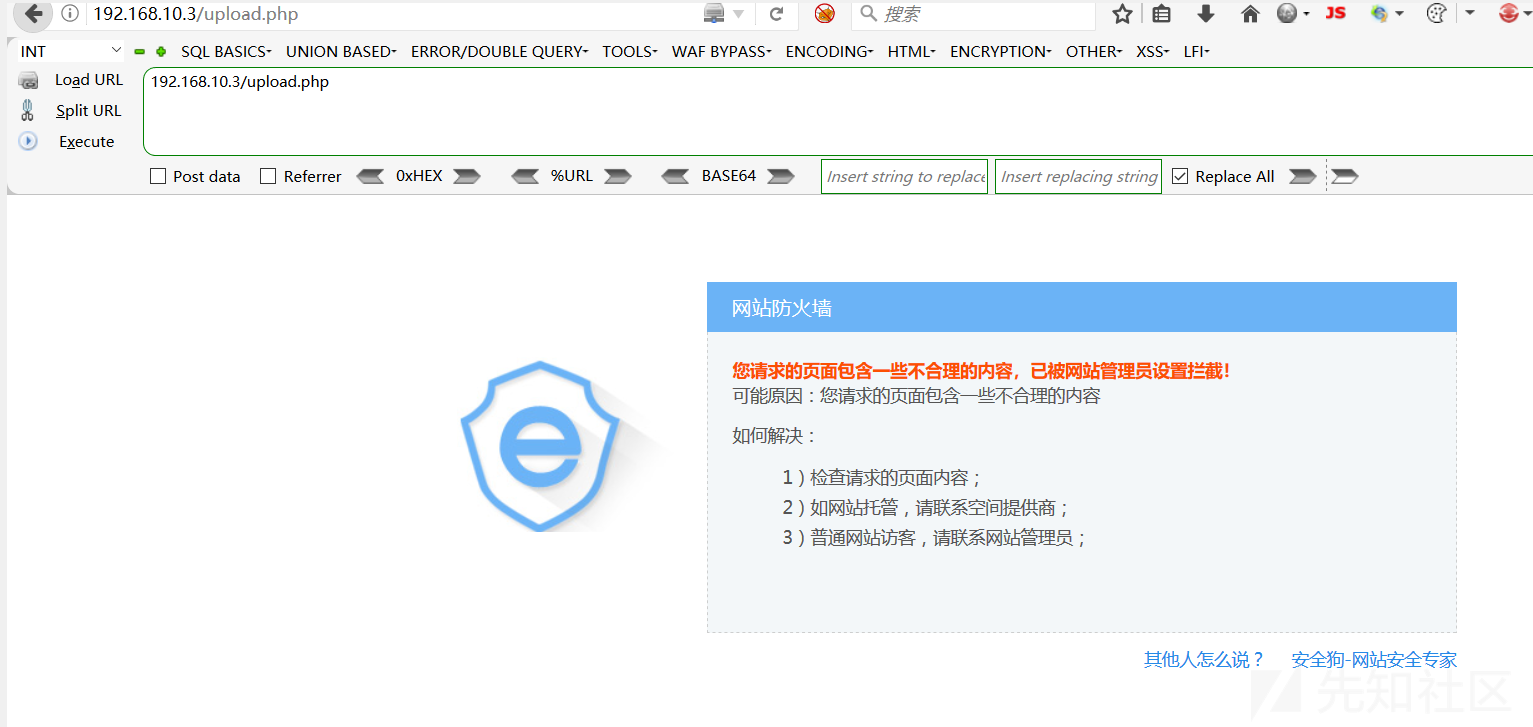 192.168.10.3/upload.php 搜索 JS
INT SQL BASICS UNION BASED ERROR/DOUBLE QUERY TOOLS WAF BYPASS ENCODING HTML ENCRYPTION OTHER XSS LFI
Load URL 192.168.10.3/upload.php
Split URL
Execute
Post data Referrer 0xHEX %URL BASE64 Insert string to replace Insert replacing string Replace All
网站防火墙
您请求的页面包含一些不合理的内容，已被网站管理员设置拦截！
可能原因：您请求的页面包含一些不合理的内容
如何解决：
1）检查请求的页面内容；
2）如网站托管，请联系空间提供商；
3）普通网站访客，请联系网站管理员；
其他人怎么说？ 安全狗-网站安全专家
先知社区